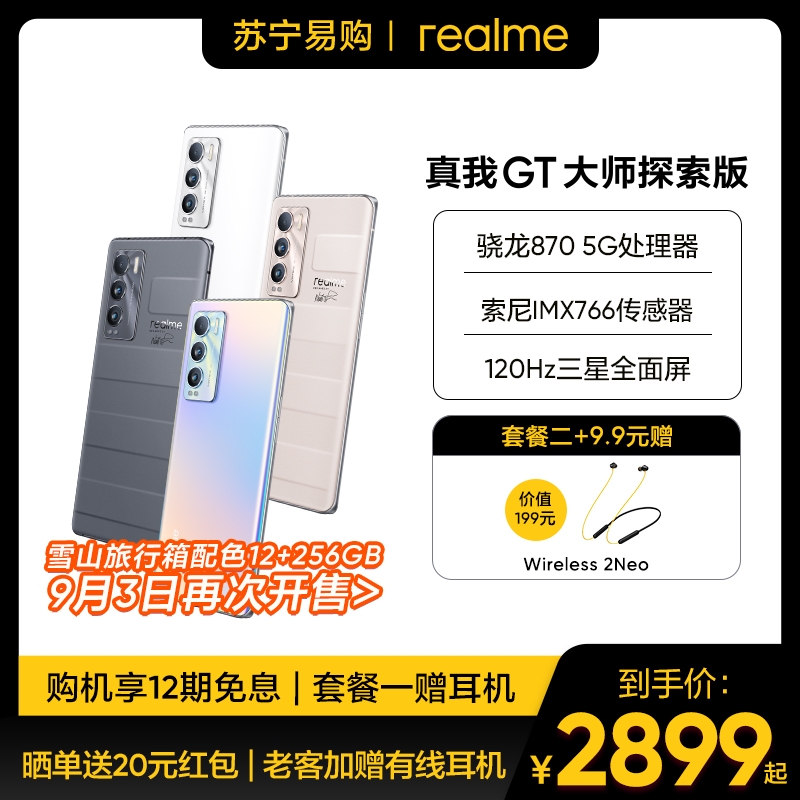 苏宁易购 | realme
真我GT大师探索版
骁龙870 5G处理器
索尼IMX766传感器
120Hz三星全面屏
套餐二+9.9元赠
价值
199元
Wireless 2Neo
realme
雪山旅行箱配色12+256GB
9月3日再次开售>
购机享12期免息 | 套餐一赠耳机
晒单送20元红包 | 老客加赠有线耳机
到手价:
¥2899起